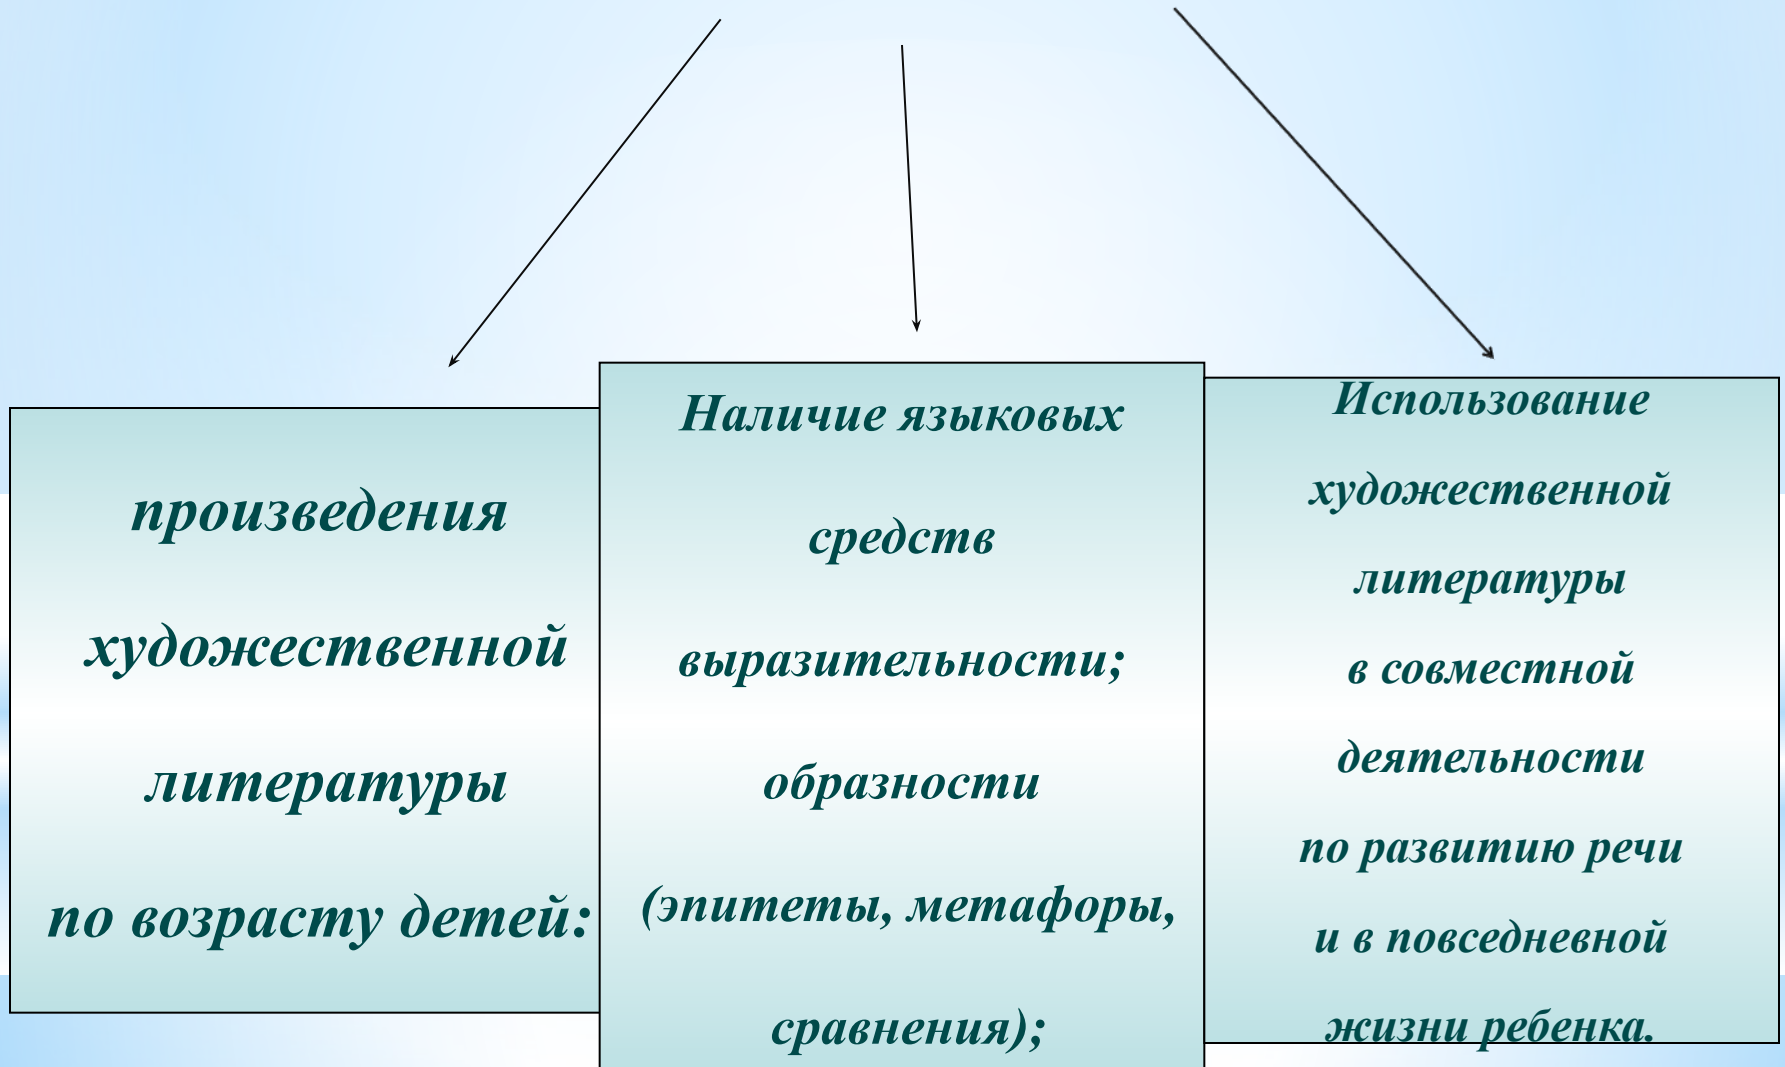 произведения
художественной
литературы
по возрасту детей:
Наличие языковых
средств
выразительности;
образности
(эпитеты, метафоры,
сравнения);
Использование
художественной
литературы
в совместной
деятельности
по развитию речи
и в повседневной
жизни ребенка.